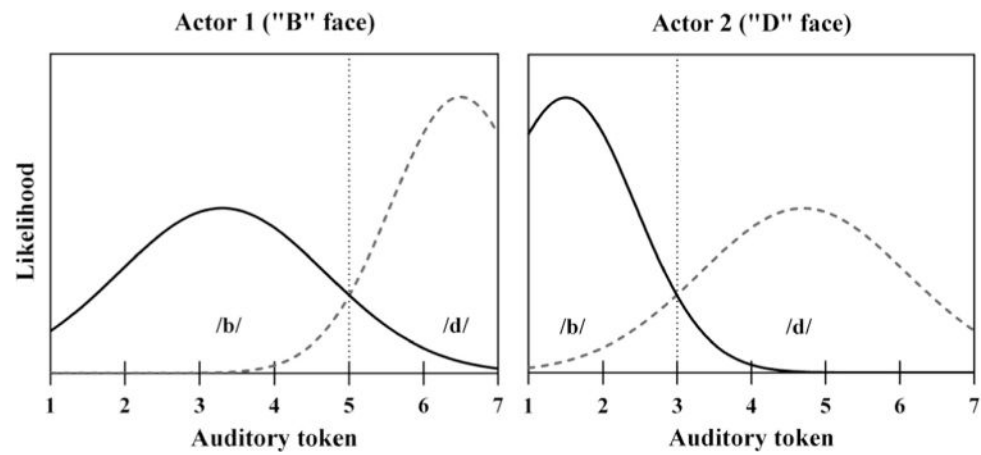 Actor 1 ("B" face)
Actor 2 ("D" face)
Likelihood
/b/
/d/
/b/
/d/
1 2 3 4 5 6 7
1 2 3 4 5 6 7
Auditory token
Auditory token